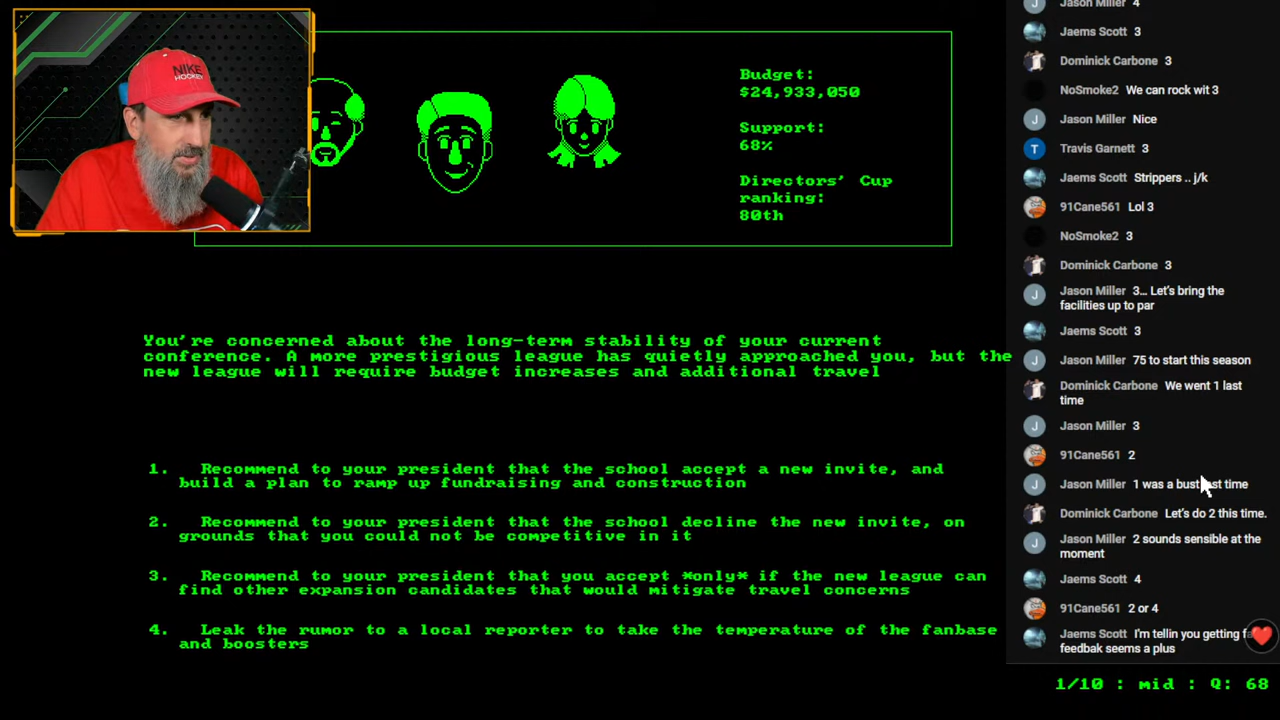 NIKE
HOCKEY
Budget:
$24,933,050
Support:
68%
Directors' Cup
ranking:
80th
You're concerned about the long-term stability of your current
conference. A more prestigious league has quietly approached you, but the
new league will require budget increases and additional travel
1. Recommend to your president that the school accept a new invite, and
build a plan to ramp up fundraising and construction
2. Recommend to your president that the school decline the new invite, on
grounds that you could not be competitive in it
3. Recommend to your president that you accept *only* if the new league can
find other expansion candidates that would mitigate travel concerns
4. Leak the rumor to a local reporter to take the temperature of the fanbase
and boosters
1/10 : mid : Q: 68
Jason Miller 4
Jaems Scott 3
Dominick Carbone 3
NoSmoke2 We can rock wit 3
J Jason Miller Nice
T Travis Garnett 3
Jaems Scott Strippers .. j/k
91Cane561 Lol 3
NoSmoke2 3
Dominick Carbone 3
J Jason Miller 3... Let's bring the
facilities up to par
Jaems Scott 3
J Jason Miller 75 to start this season
Dominick Carbone We went 1 last
time
J Jason Miller 3
91Cane561 2
J Jason Miller 1 was a bust last time
Dominick Carbone Let's do 2 this time.
J Jason Miller 2 sounds sensible at the
moment
Jaems Scott 4
91Cane561 2 or 4
Jaems Scott I'm tellin you getting
feedbak seems a plus